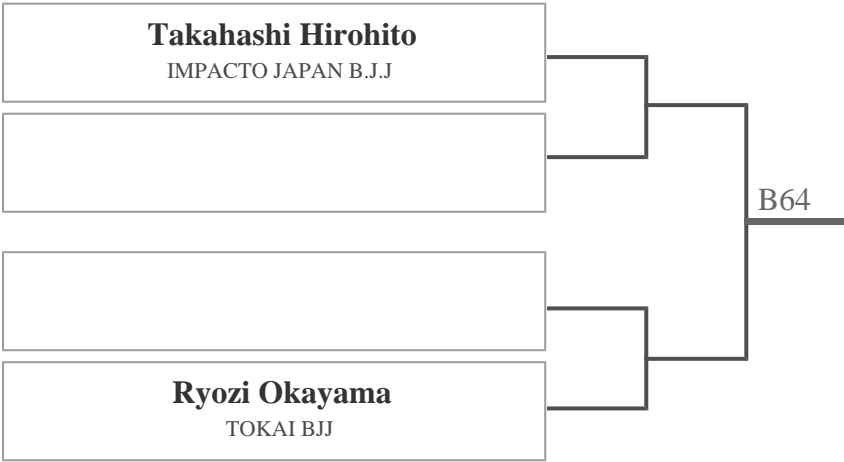 Takahashi Hirohito
IMPACTO JAPAN B.J.J
B64
Ryozi Okayama
TOKAI BJJ